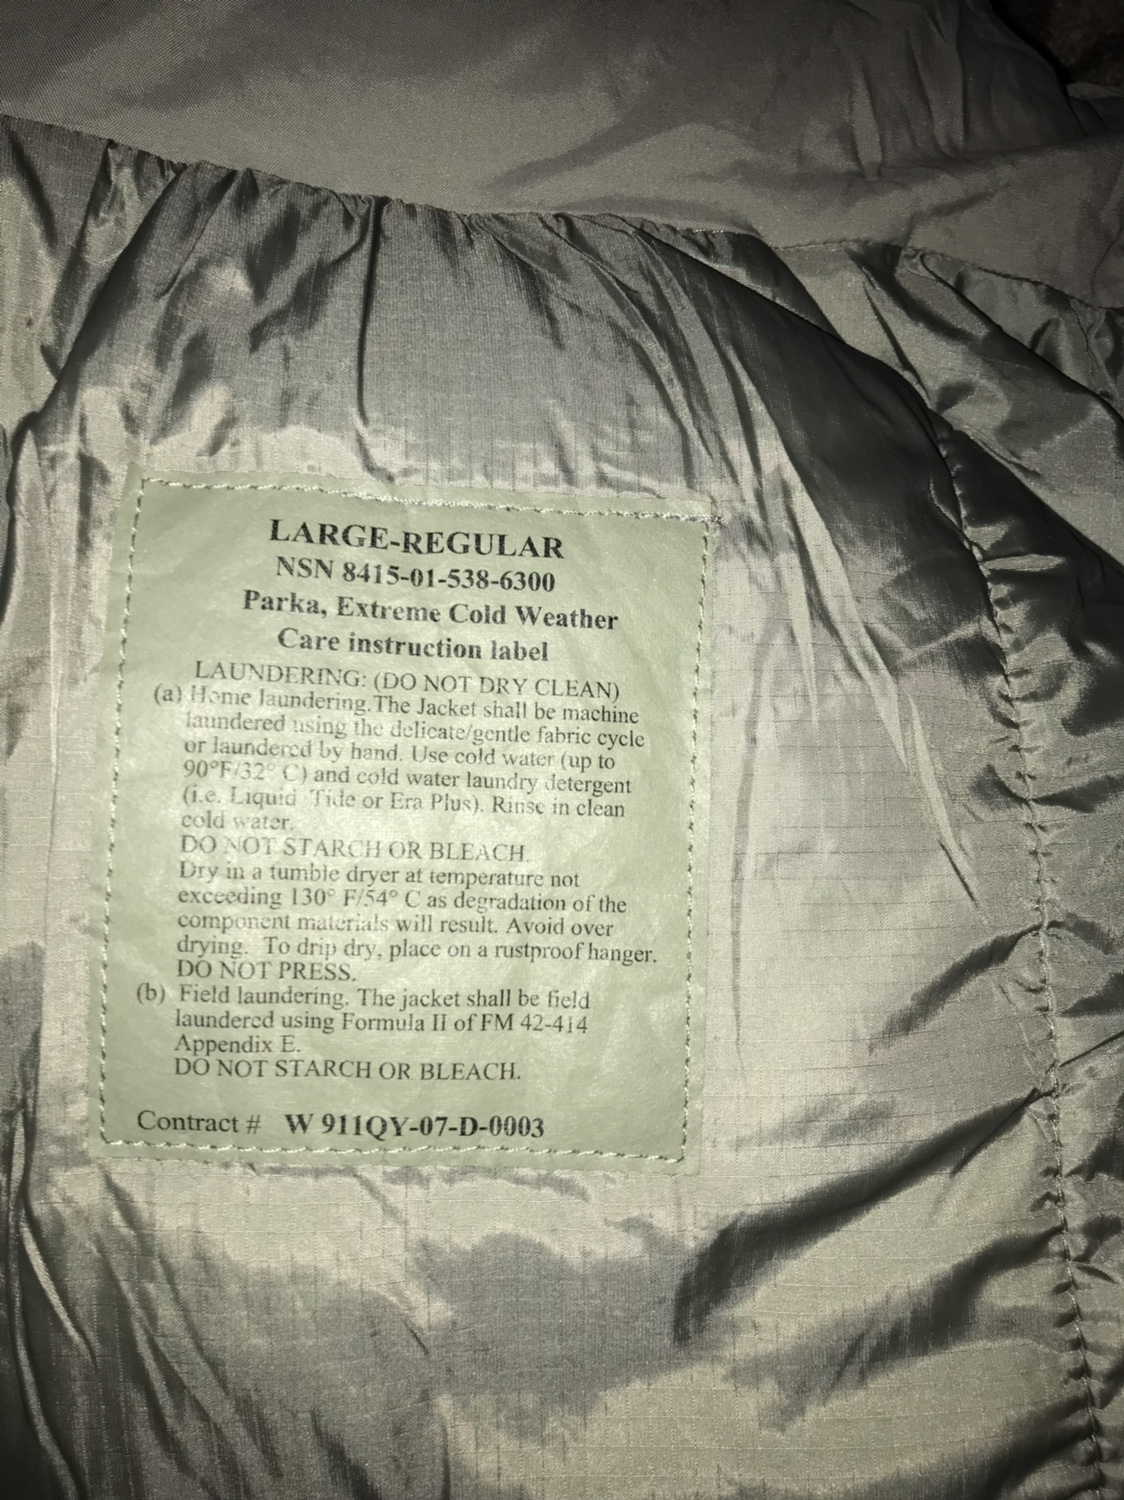 LARGE-REGULAR
NSN 8415-01-538-6300
Parka, Extreme Cold Weather
Care instruction label
LAUNDERING: (DO NOT DRY CLEAN)
(a) Home laundering.The Jacket shall be machine
laundered using the delicate/gentle fabric cycle
or laundered by hand. Use cold water (up to
90°F/32° C) and cold water laundry detergent
(i.e. Liquid Tide or Era Plus). Rinse in clean
cold water.
DO NOT STARCH OR BLEACH.
Dry in a tumble dryer at temperature not
exceeding 130° F/54° C as degradation of the
component materials will result. Avoid over
drying. To drip dry, place on a rustproof hanger.
DO NOT PRESS.
(b) Field laundering. The jacket shall be field
laundered using Formula II of FM 42-414
Appendix E.
DO NOT STARCH OR BLEACH.
Contract # W 911QY-07-D-0003